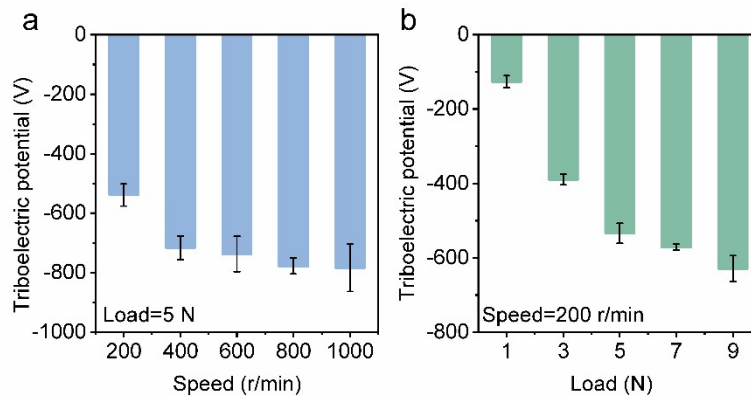 a
Triboelectric potential (V)
0
-200
-400
-600
-800
-1000
Load=5 N
200 400 600 800 1000
Speed (r/min)
b
Triboelectric potential (V)
0
-200
-400
-600
-800
Speed=200 r/min
1 3 5 7 9
Load (N)